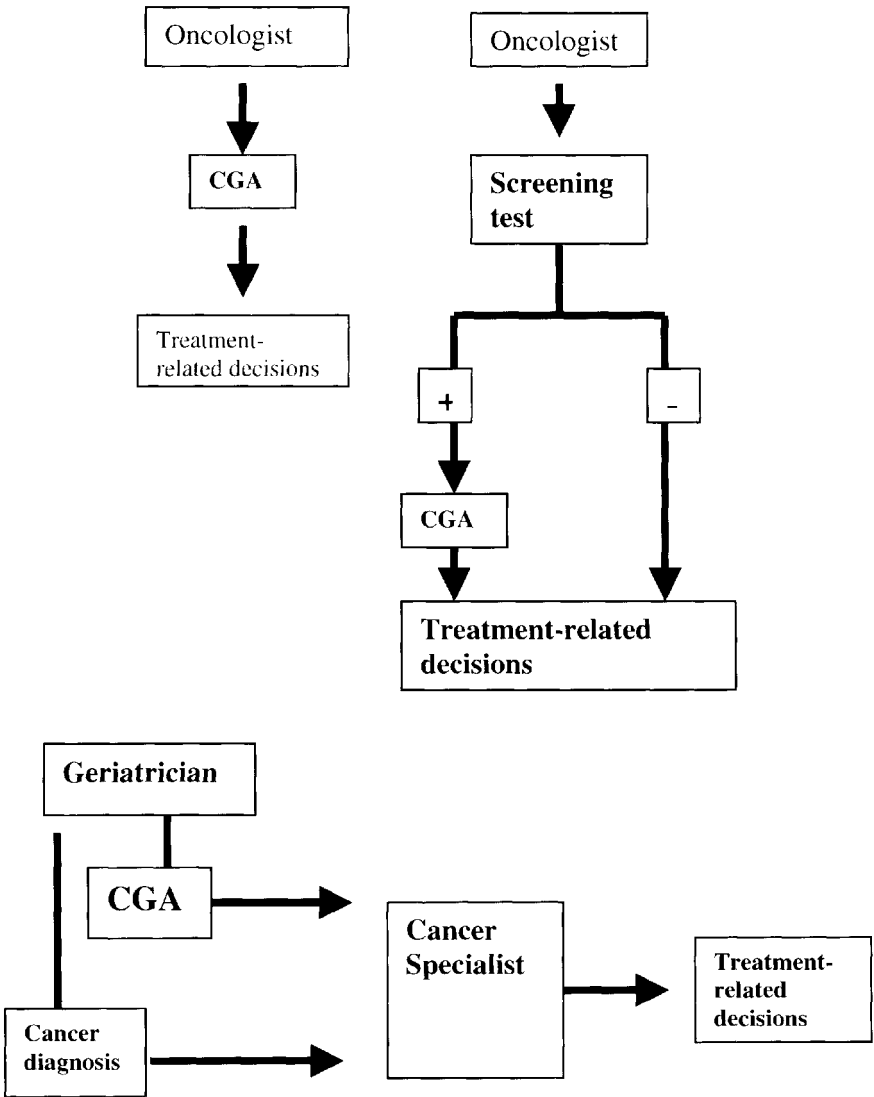 Oncologist
CGA
Treatment-
related decisions
Oncologist
Screening
test
+
-
CGA
Treatment-related
decisions
Geriatrician
CGA
Cancer
diagnosis
Cancer
Specialist
Treatment-
related
decisions